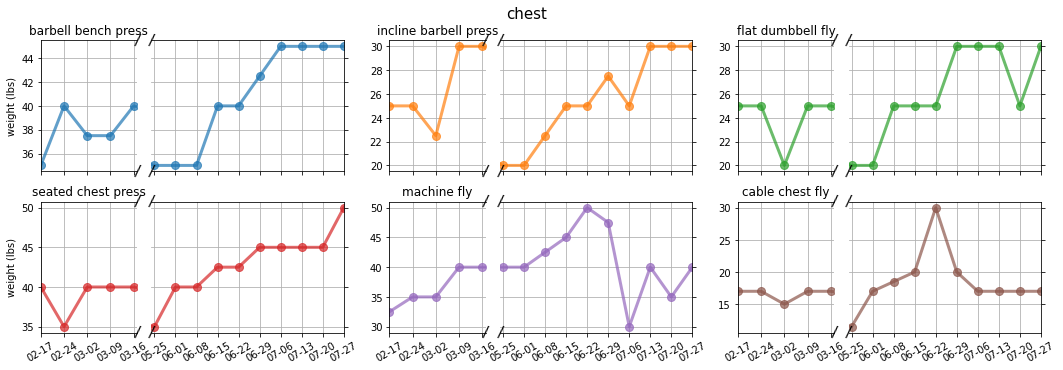 chest
barbell bench press
incline barbell press
flat dumbbell fly
weight (lbs)
44
42
40
38
36
30
28
26
24
22
20
30
28
26
24
22
20
seated chest press
machine fly
cable chest fly
weight (lbs)
50
45
40
35
50
45
40
35
30
30
25
20
15
02-17 02-24 03-02 03-09 03-16 05-25 06-01 06-08 06-15 06-22 06-29 07-06 07-13 07-20 07-27
02-17 02-24 03-02 03-09 03-16 05-25 06-01 06-08 06-15 06-22 06-29 07-06 07-13 07-20 07-27
02-17 02-24 03-02 03-09 03-16 05-25 06-01 06-08 06-15 06-22 06-29 07-06 07-13 07-20 07-27